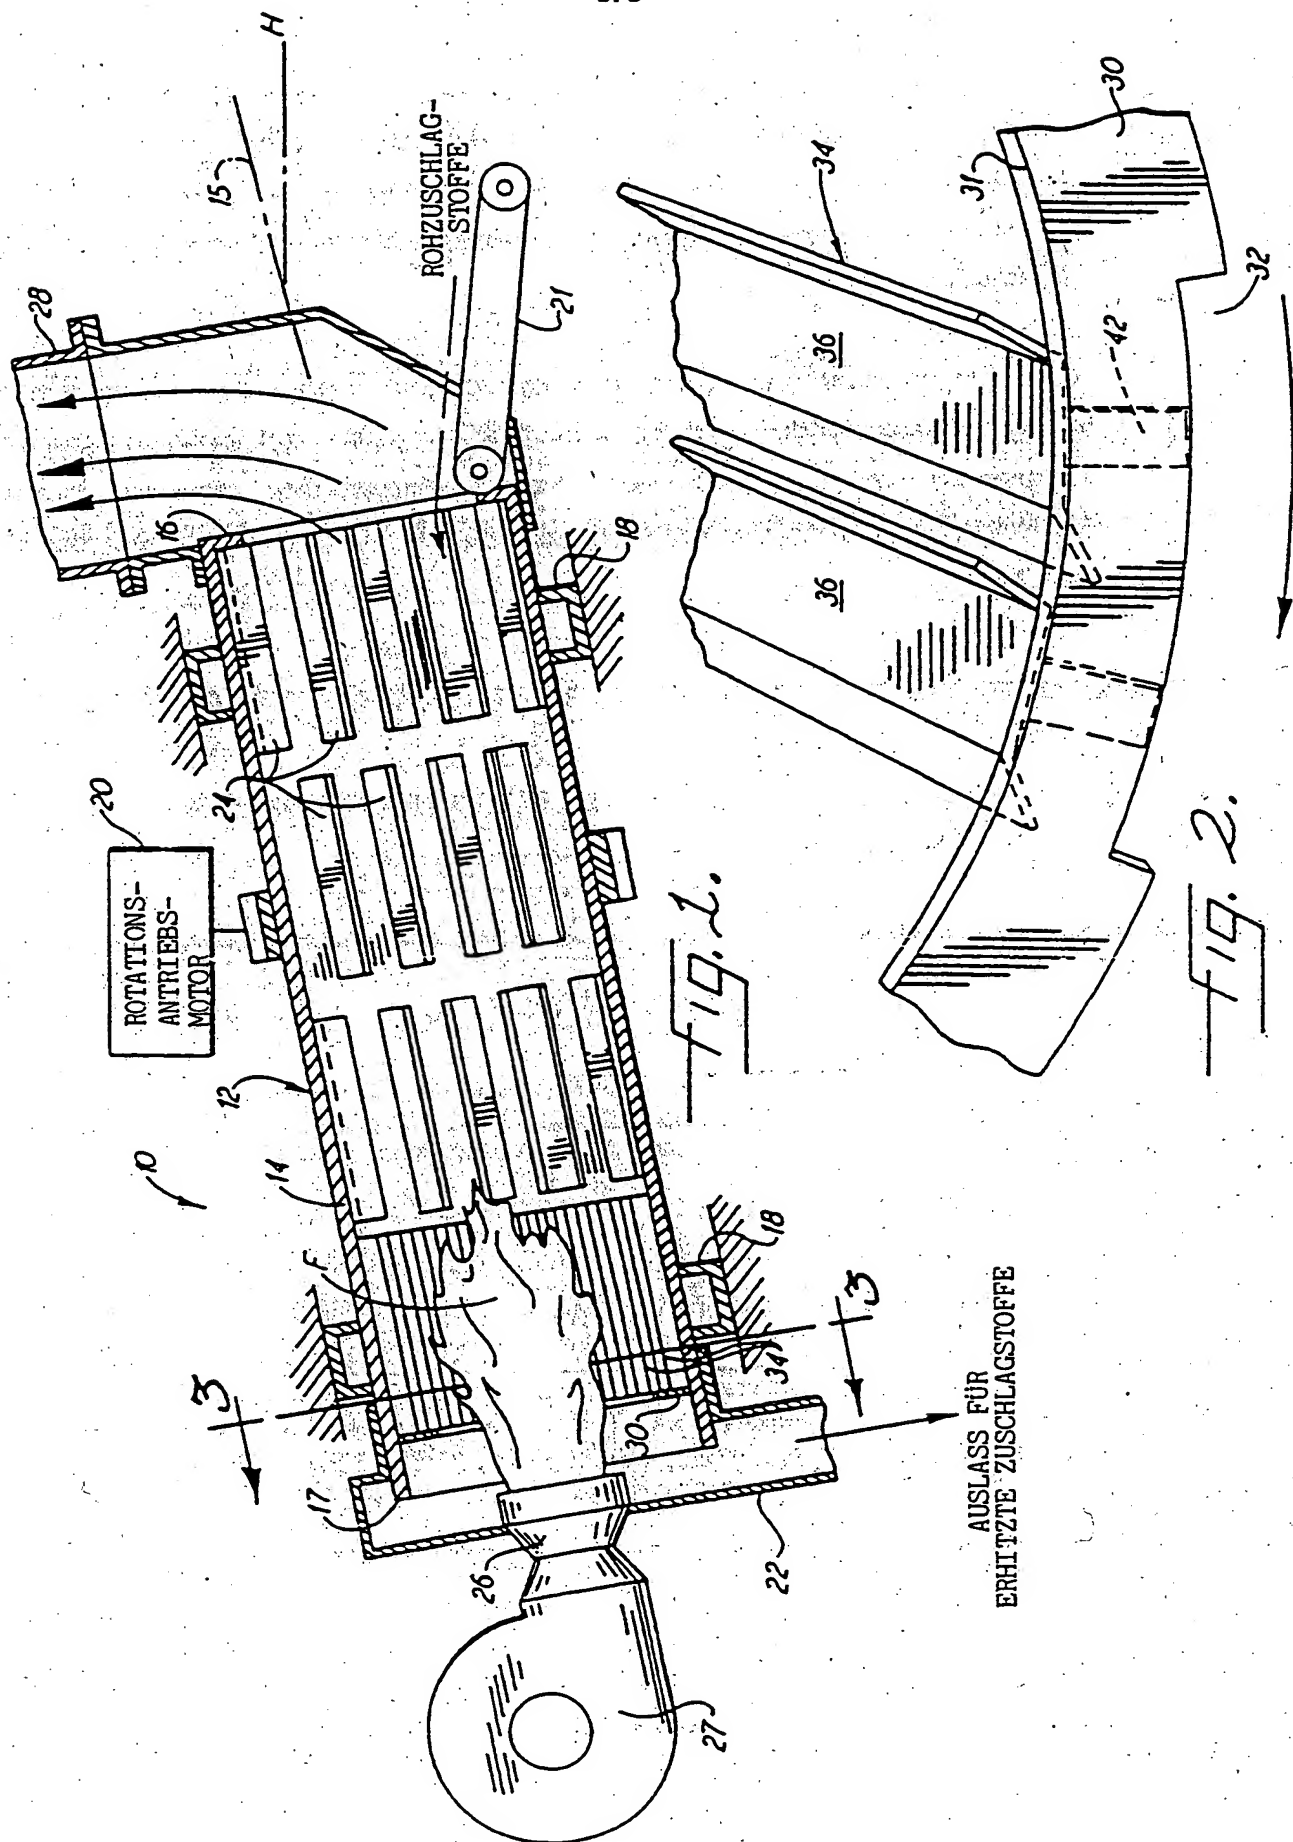 H
15
28
16
ROHZUSCHLAG-
STOFFE
21
18
24
20
ROTATIONS-
ANTRIEBS-
MOTOR
12
10
14
F
18
3
3
34
30
17
26
22
27
AUSLASS FÜR
ERHITZTE ZUSCHLAGSTOFFE
Fig. 1.
30
31
34
36
36
42
32
Fig. 2.